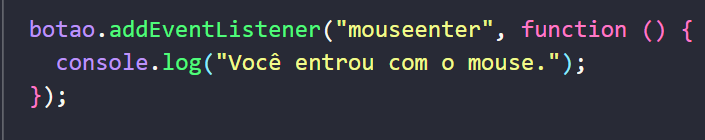 botao.addEventListener("mouseenter", function () {
  console.log("Você entrou com o mouse.");
});